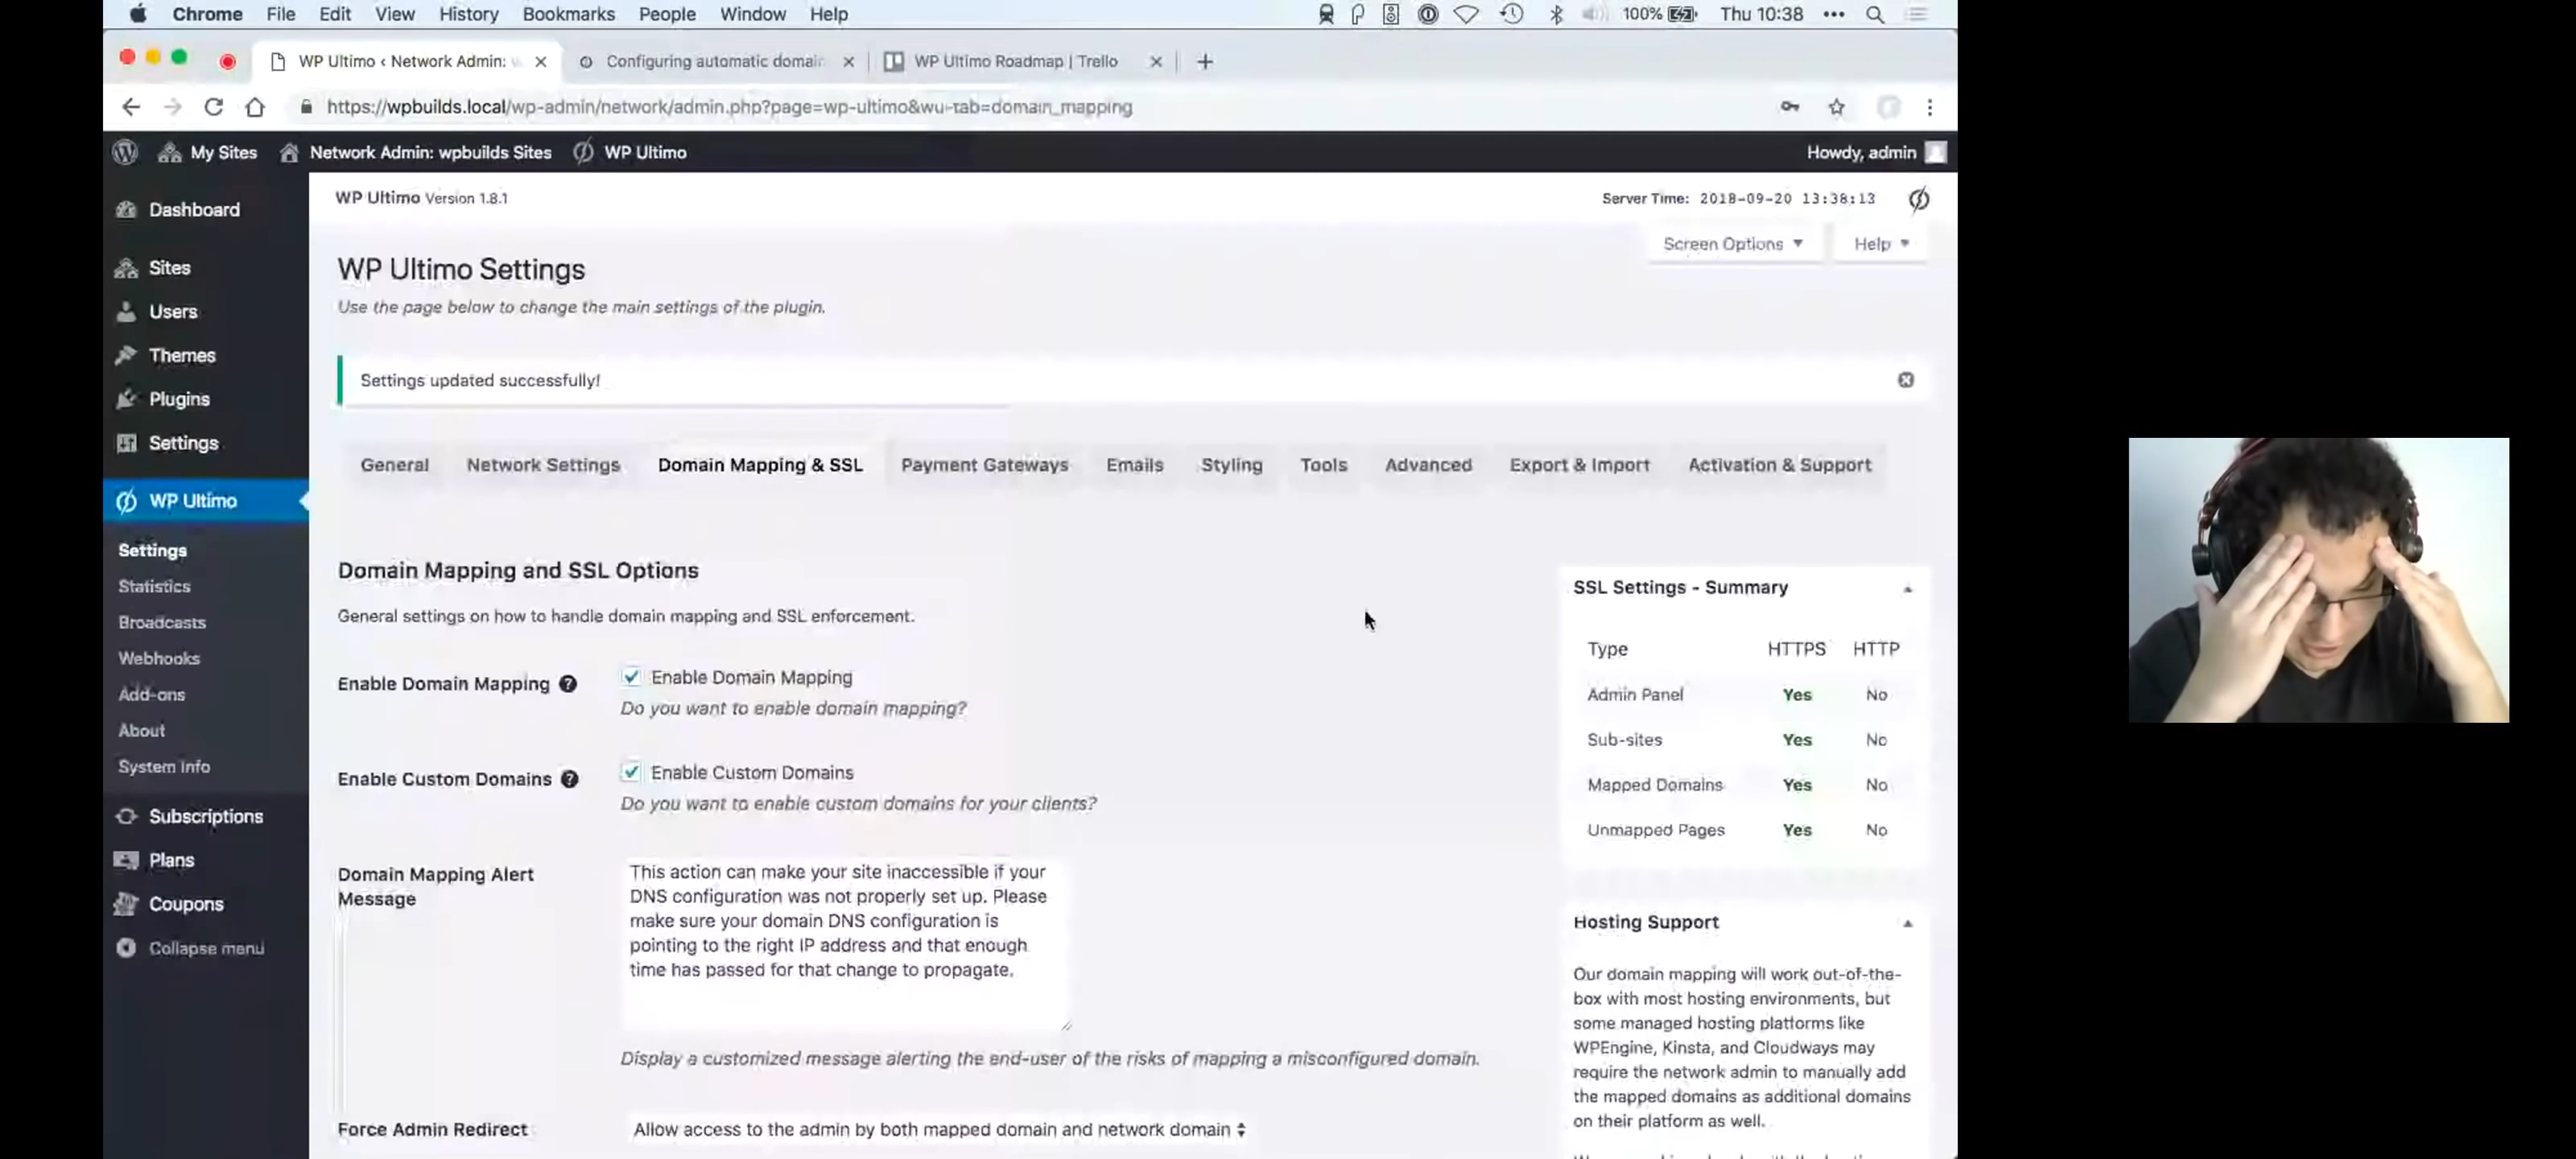 Chrome File Edit View History Bookmarks People Window Help 100% Thu 10:38
WP Ultimo ‹ Network Admin: Configuring automatic domain WP Ultimo Roadmap | Trello
https://wpbuilds.local/wp-admin/network/admin.php?page=wp-ultimo&wu-tab=domain_mapping
My Sites Network Admin: wpbuilds Sites WP Ultimo Howdy, admin
Dashboard
Sites
Users
Themes
Plugins
Settings
WP Ultimo
Settings
Statistics
Broadcasts
Webhooks
Add-ons
About
System Info
Subscriptions
Plans
Coupons
Collapse menu
WP Ultimo Version 1.8.1
Server Time: 2018-09-20 13:38:13
Screen Options Help
WP Ultimo Settings
Use the page below to change the main settings of the plugin.
Settings updated successfully!
General Network Settings Domain Mapping & SSL Payment Gateways Emails Styling Tools Advanced Export & Import Activation & Support
Domain Mapping and SSL Options
General settings on how to handle domain mapping and SSL enforcement.
Enable Domain Mapping ? Enable Domain Mapping
Do you want to enable domain mapping?
Enable Custom Domains ? Enable Custom Domains
Do you want to enable custom domains for your clients?
Domain Mapping Alert
Message
This action can make your site inaccessible if your
DNS configuration was not properly set up. Please
make sure your domain DNS configuration is
pointing to the right IP address and that enough
time has passed for that change to propagate.
Display a customized message alerting the end-user of the risks of mapping a misconfigured domain.
Force Admin Redirect Allow access to the admin by both mapped domain and network domain
SSL Settings - Summary
Type HTTPS HTTP
Admin Panel Yes No
Sub-sites Yes No
Mapped Domains Yes No
Unmapped Pages Yes No
Hosting Support
Our domain mapping will work out-of-the-
box with most hosting environments, but
some managed hosting platforms like
WPEngine, Kinsta, and Cloudways may
require the network admin to manually add
the mapped domains as additional domains
on their platform as well.